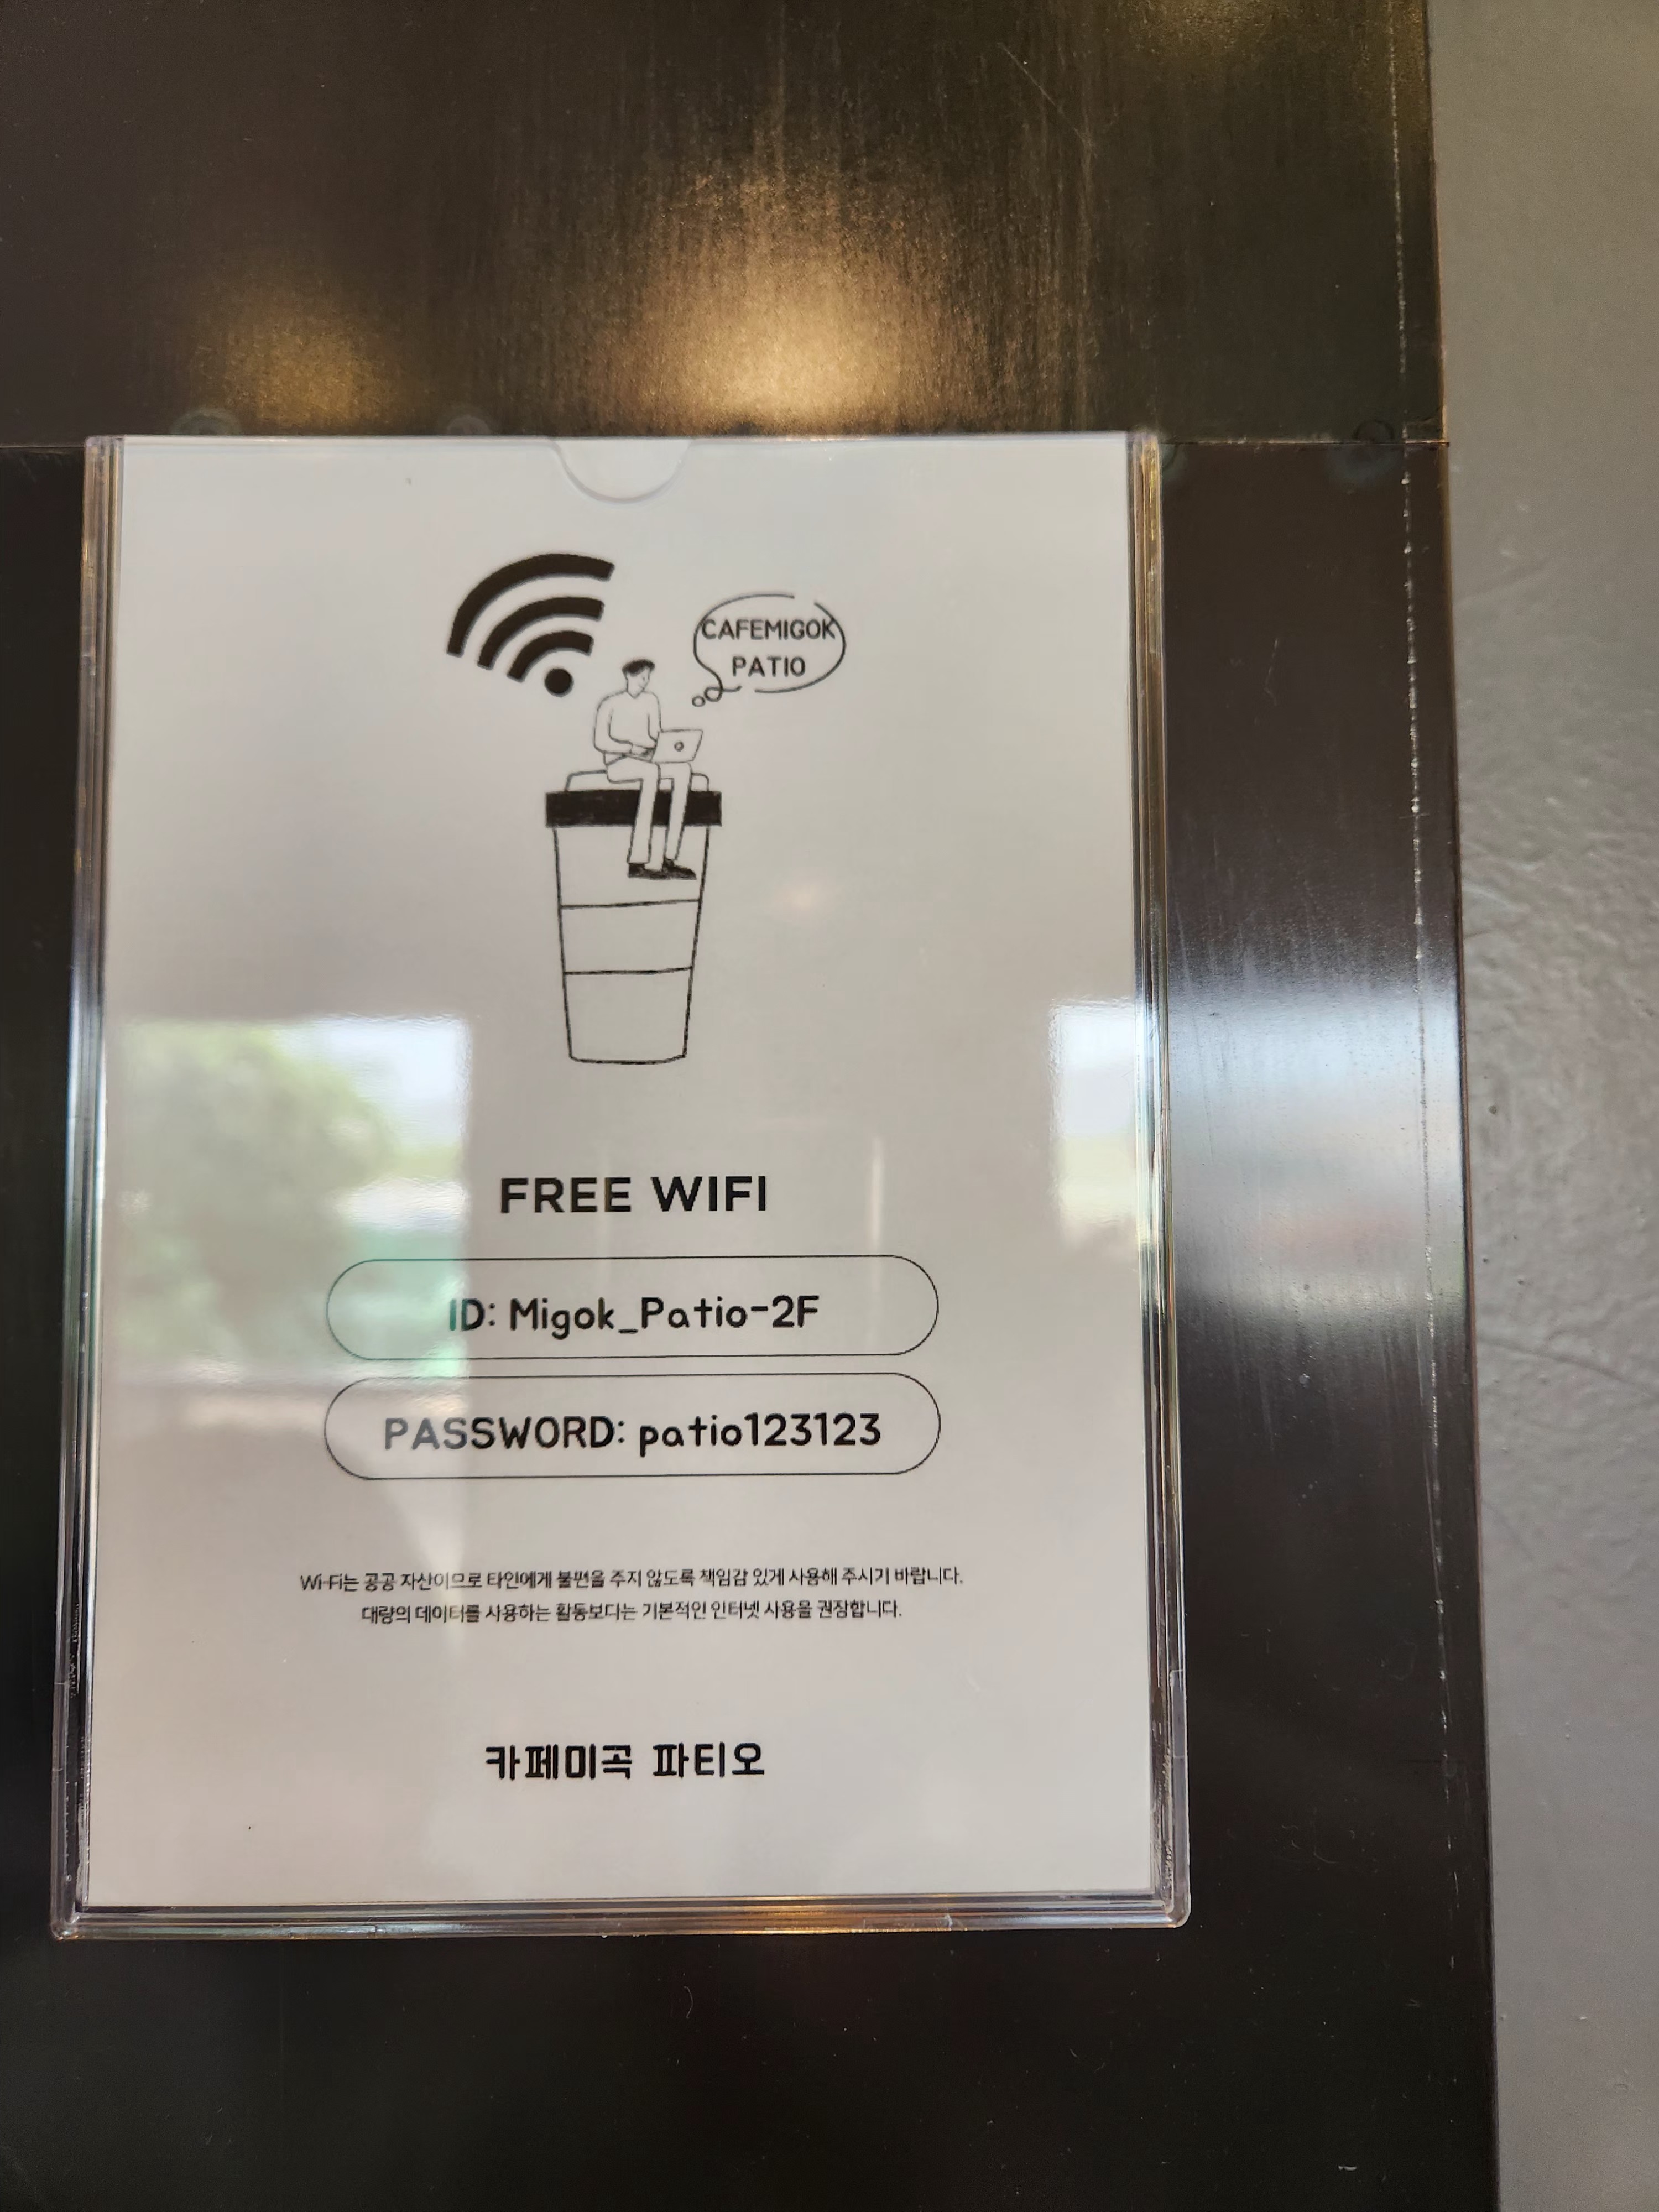 CAFEMIGOK
PATIO
FREE WIFI
ID: Migok_Patio-2F
PASSWORD: patio123123
Wi-Fi는 공공 자산이므로 타인에게 불편을 주지 않도록 책임감 있게 사용해 주시기 바랍니다.
대량의 데이터를 사용하는 활동보다는 기본적인 인터넷 사용을 권장합니다.
카페미곡 파티오